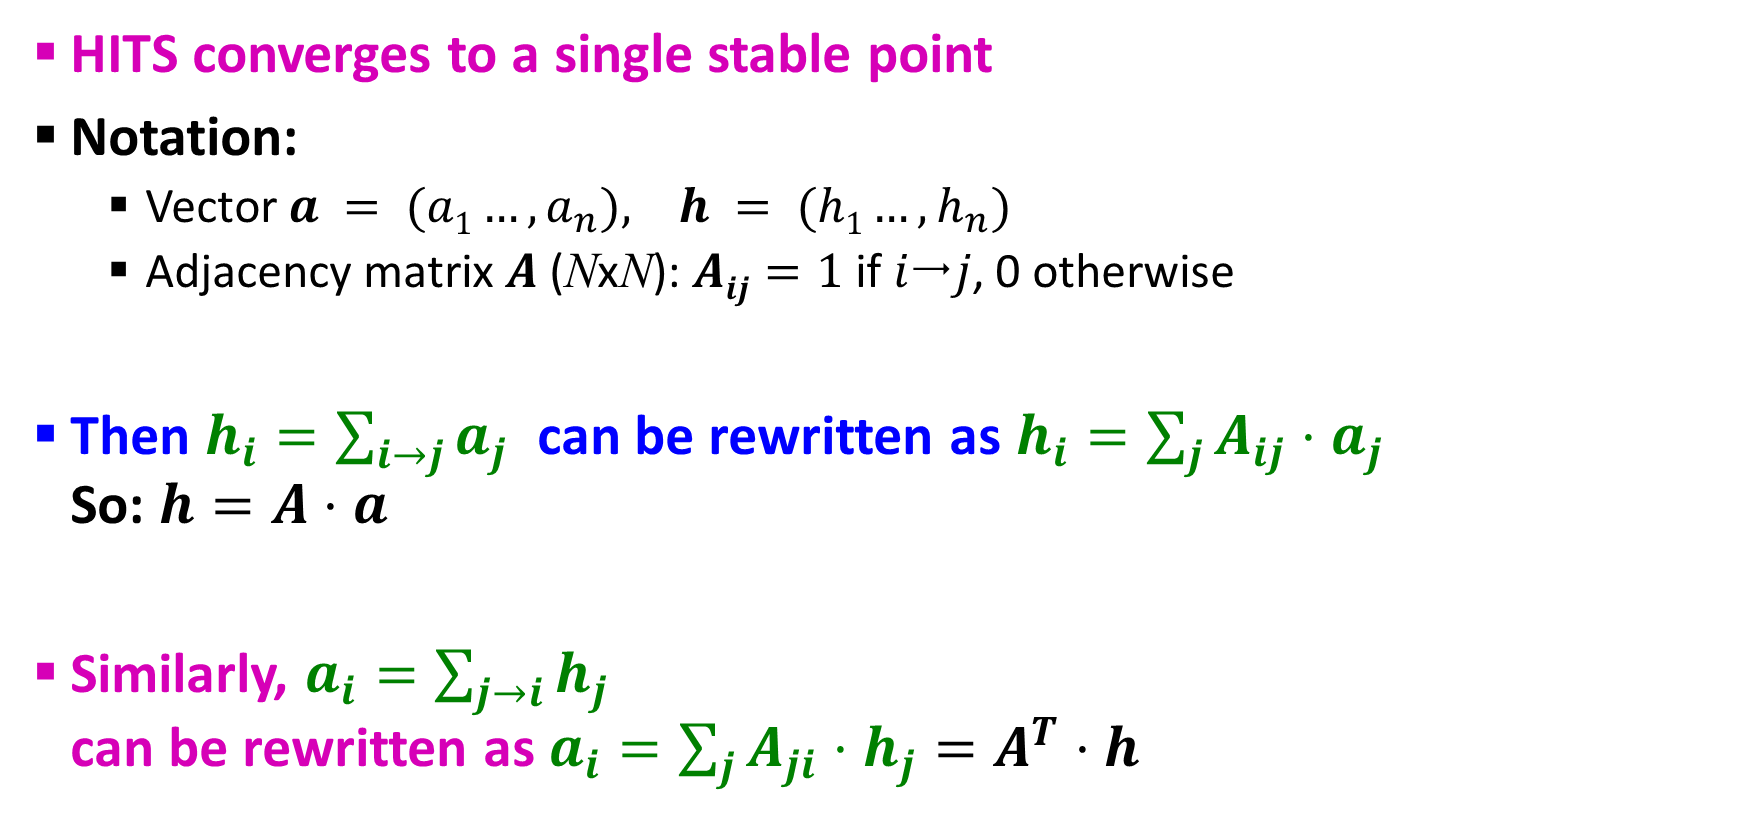 ▪ HITS converges to a single stable point
▪ Notation:
▪ Vector 𝒂 = (𝑎₁ … , 𝑎ₙ), 𝒉 = (ℎ₁ … , ℎₙ)
▪ Adjacency matrix 𝑨 (NxN): 𝑨ᵢⱼ = 1 if 𝑖→𝑗, 0 otherwise
▪ Then 𝒉ᵢ = ∑ᵢ→ⱼ 𝒂ⱼ can be rewritten as 𝒉ᵢ = ∑ⱼ 𝑨ᵢⱼ · 𝒂ⱼ
So: 𝒉 = 𝑨 · 𝒂
▪ Similarly, 𝒂ᵢ = ∑ⱼ→ᵢ 𝒉ⱼ
can be rewritten as 𝒂ᵢ = ∑ⱼ 𝑨ⱼᵢ · 𝒉ⱼ = 𝑨ᵀ · 𝒉